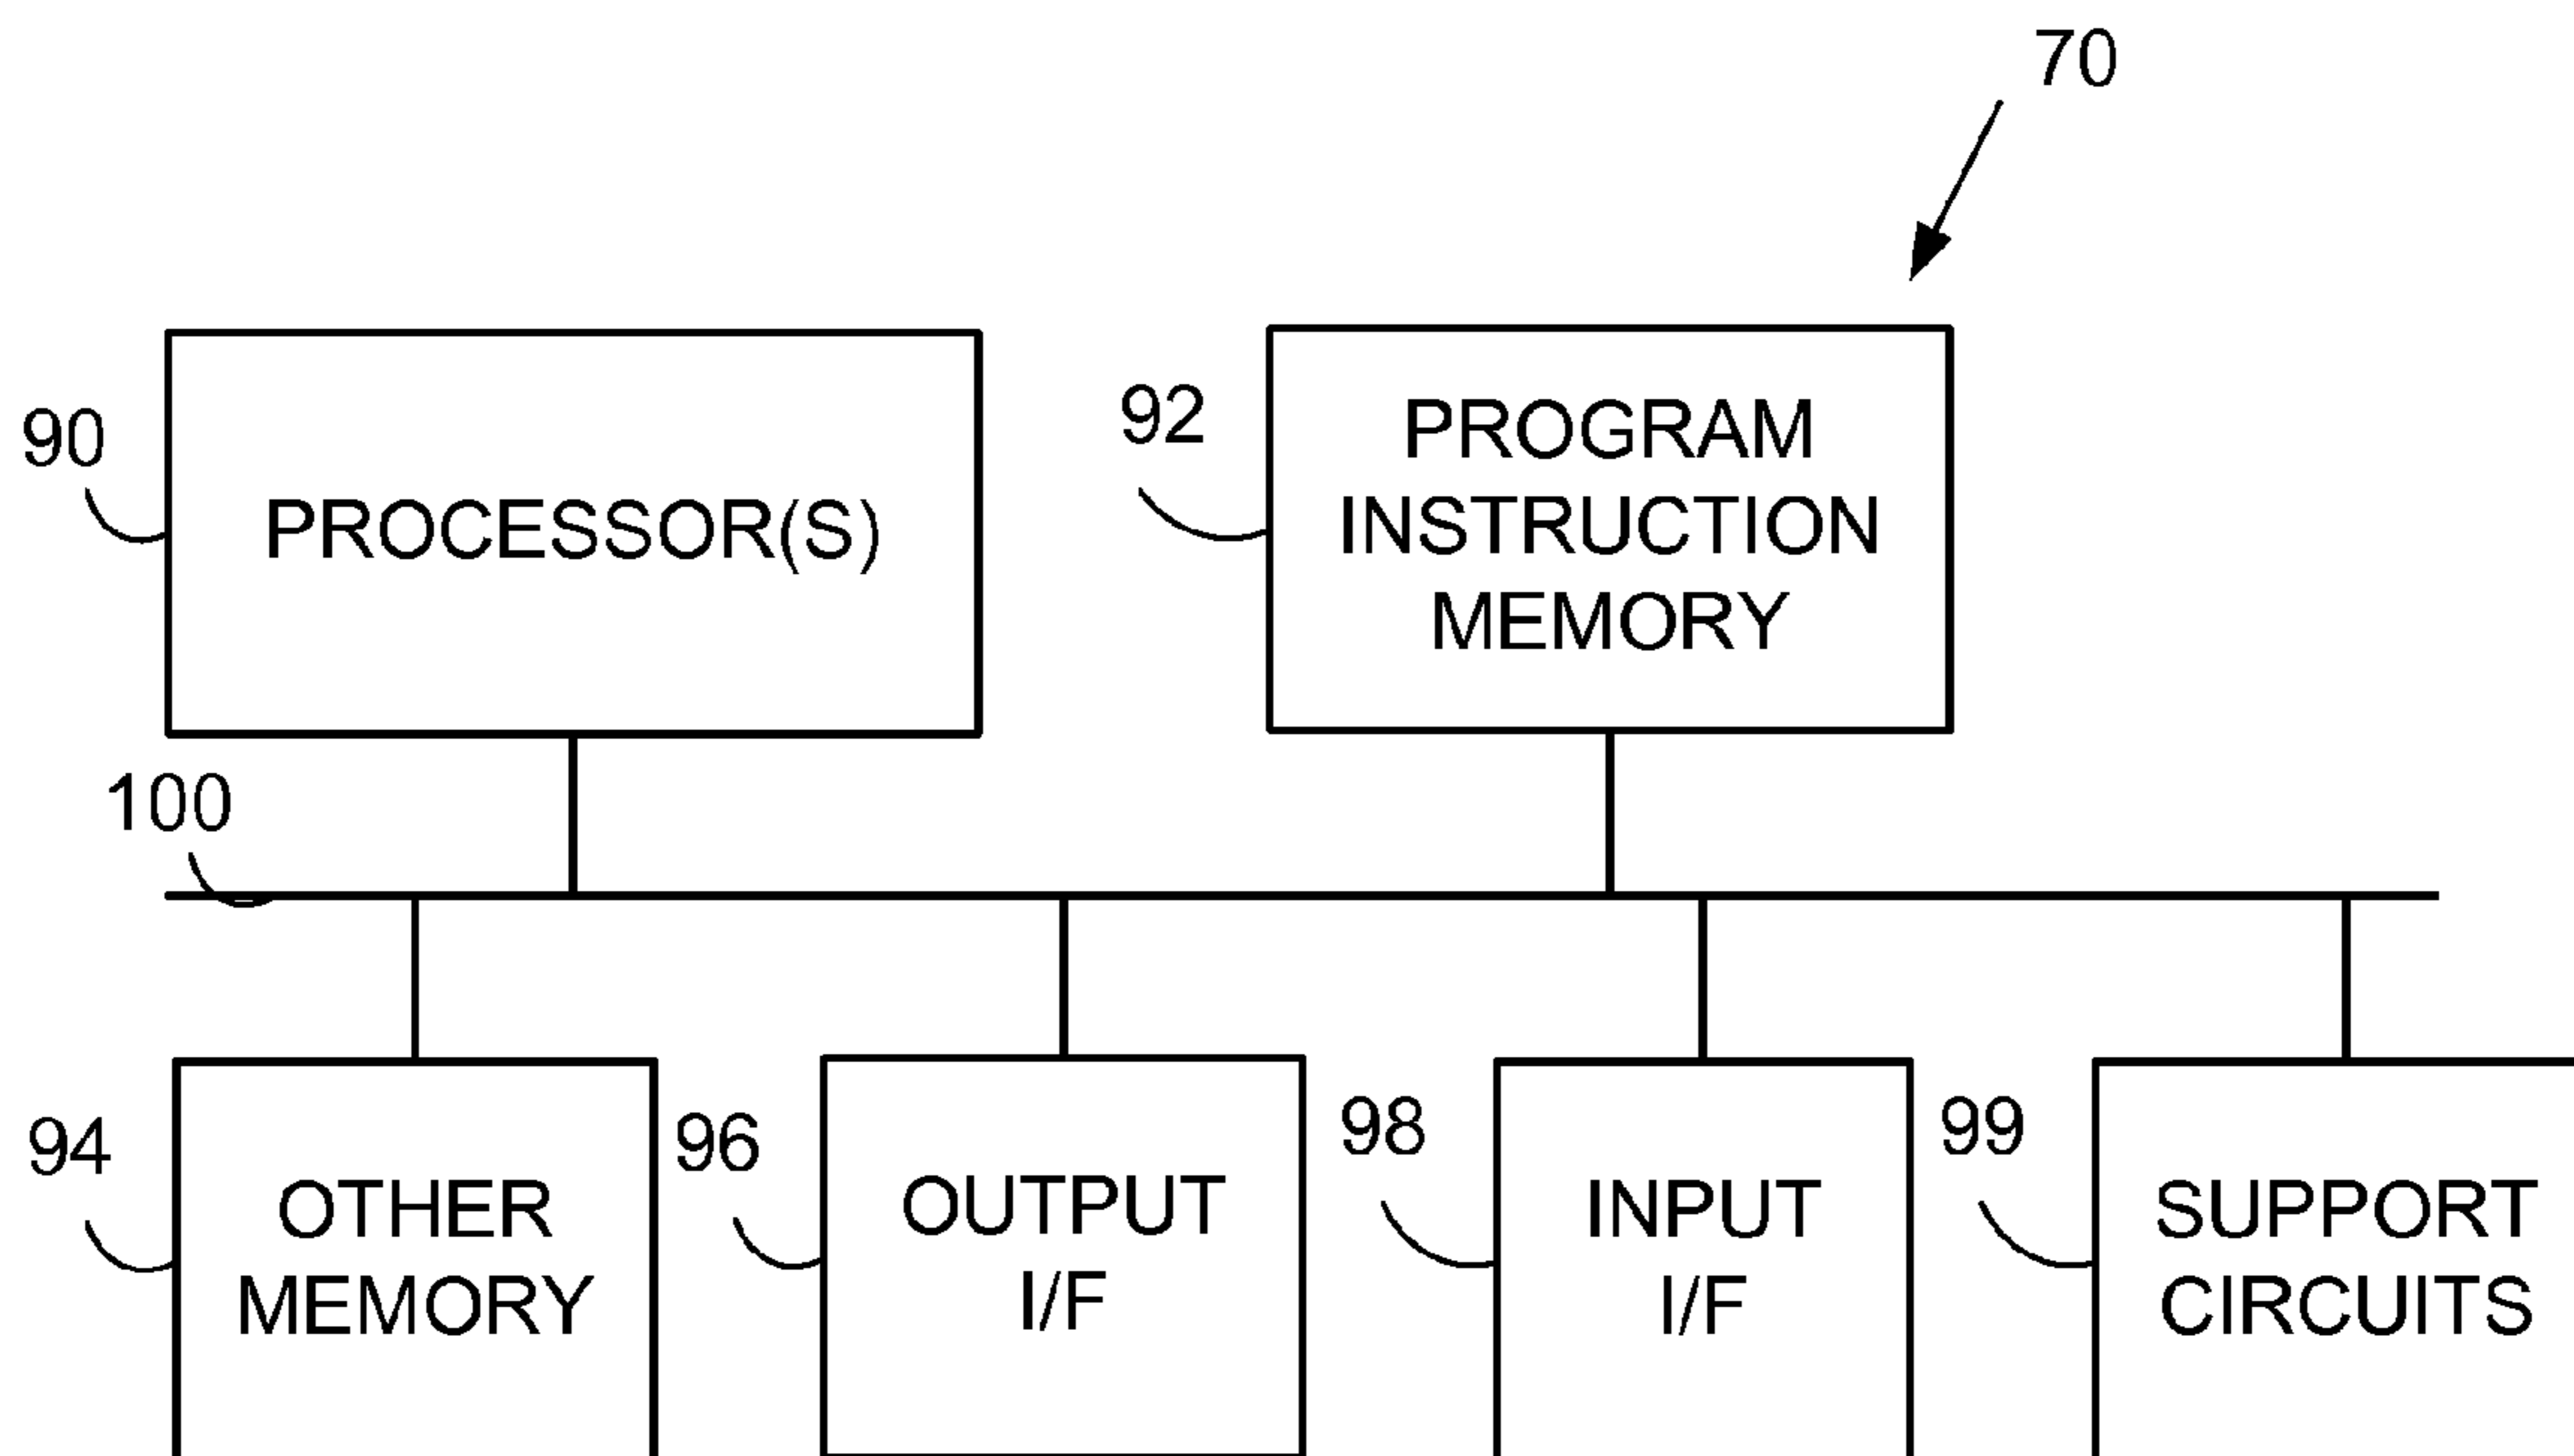 70
90
PROCESSOR(S)
92
PROGRAM
INSTRUCTION
MEMORY
100
94
OTHER
MEMORY
96
OUTPUT
I/F
98
INPUT
I/F
99
SUPPORT
CIRCUITS